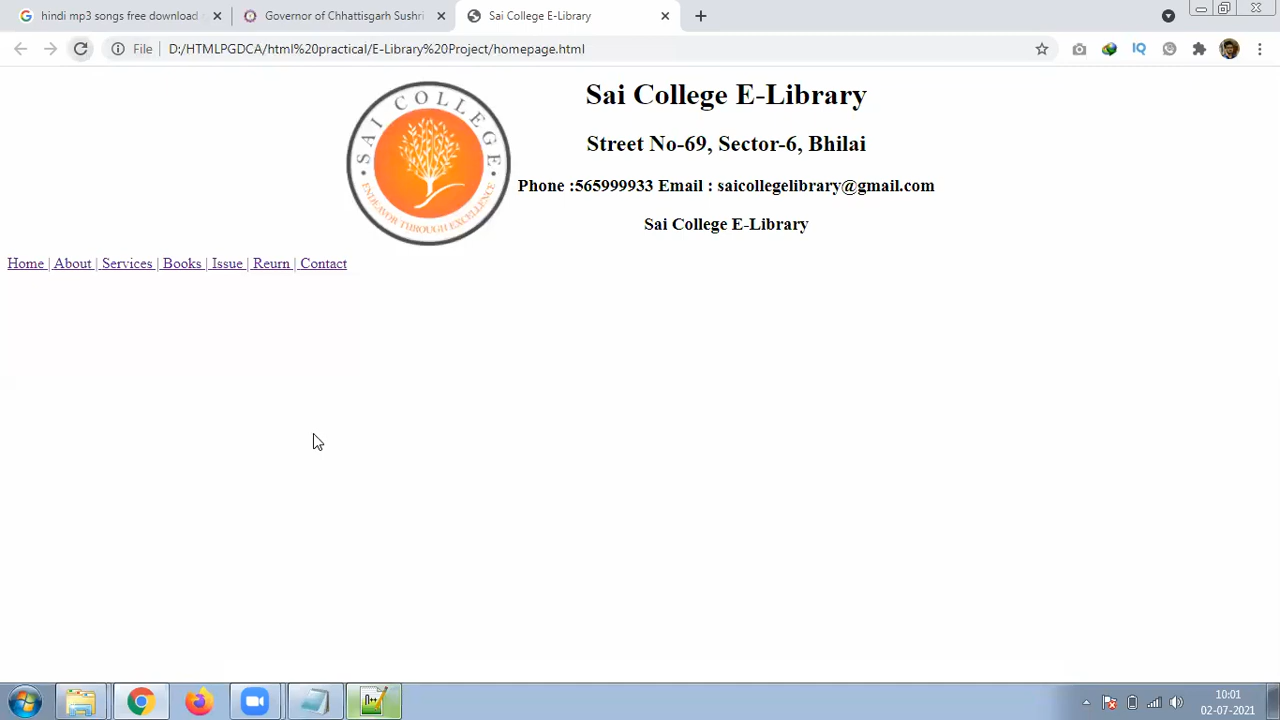 hindi mp3 songs free download
Governor of Chhattisgarh Sushri
Sai College E-Library
File
D:/HTMLPGDCA/html%20practical/E-Library%20Project/homepage.html
IQ
SAI COLLEGE
ENDEAVOR THROUGH EXCELLENCE
Sai College E-Library
Street No-69, Sector-6, Bhilai
Phone :565999933 Email : saicollegelibrary@gmail.com
Sai College E-Library
Home | About | Services | Books | Issue | Reurn | Contact
10:01
02-07-2021